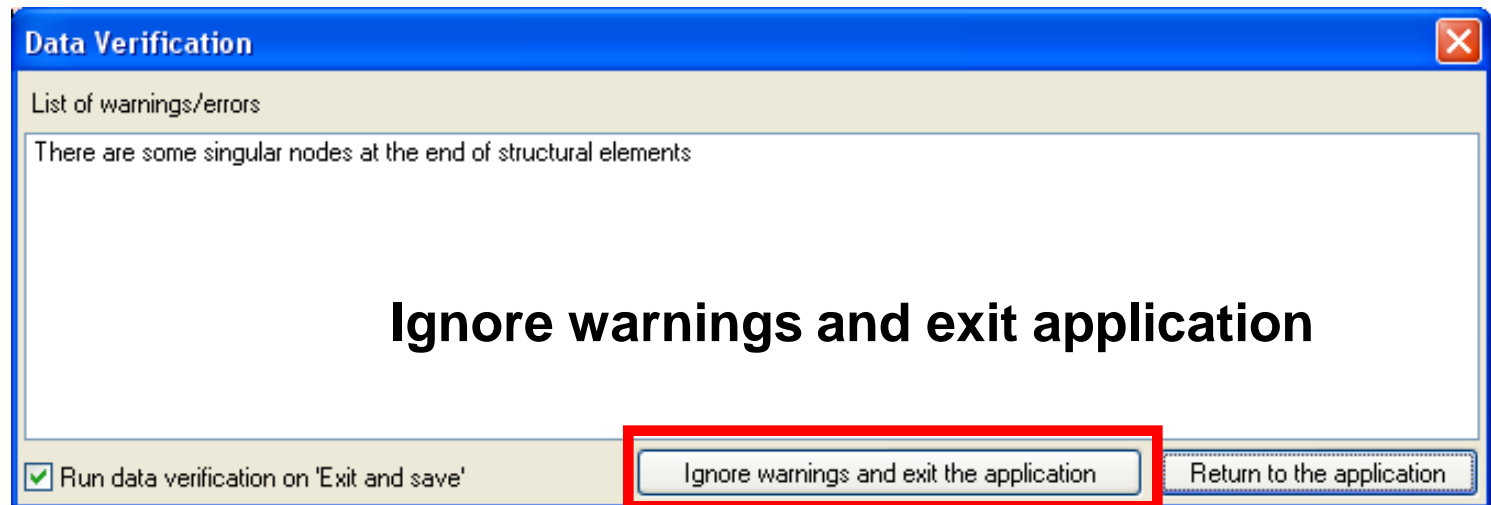 Data Verification
List of warnings/errors
There are some singular nodes at the end of structural elements
Ignore warnings and exit application
Run data verification on 'Exit and save'
Ignore warnings and exit the application
Return to the application